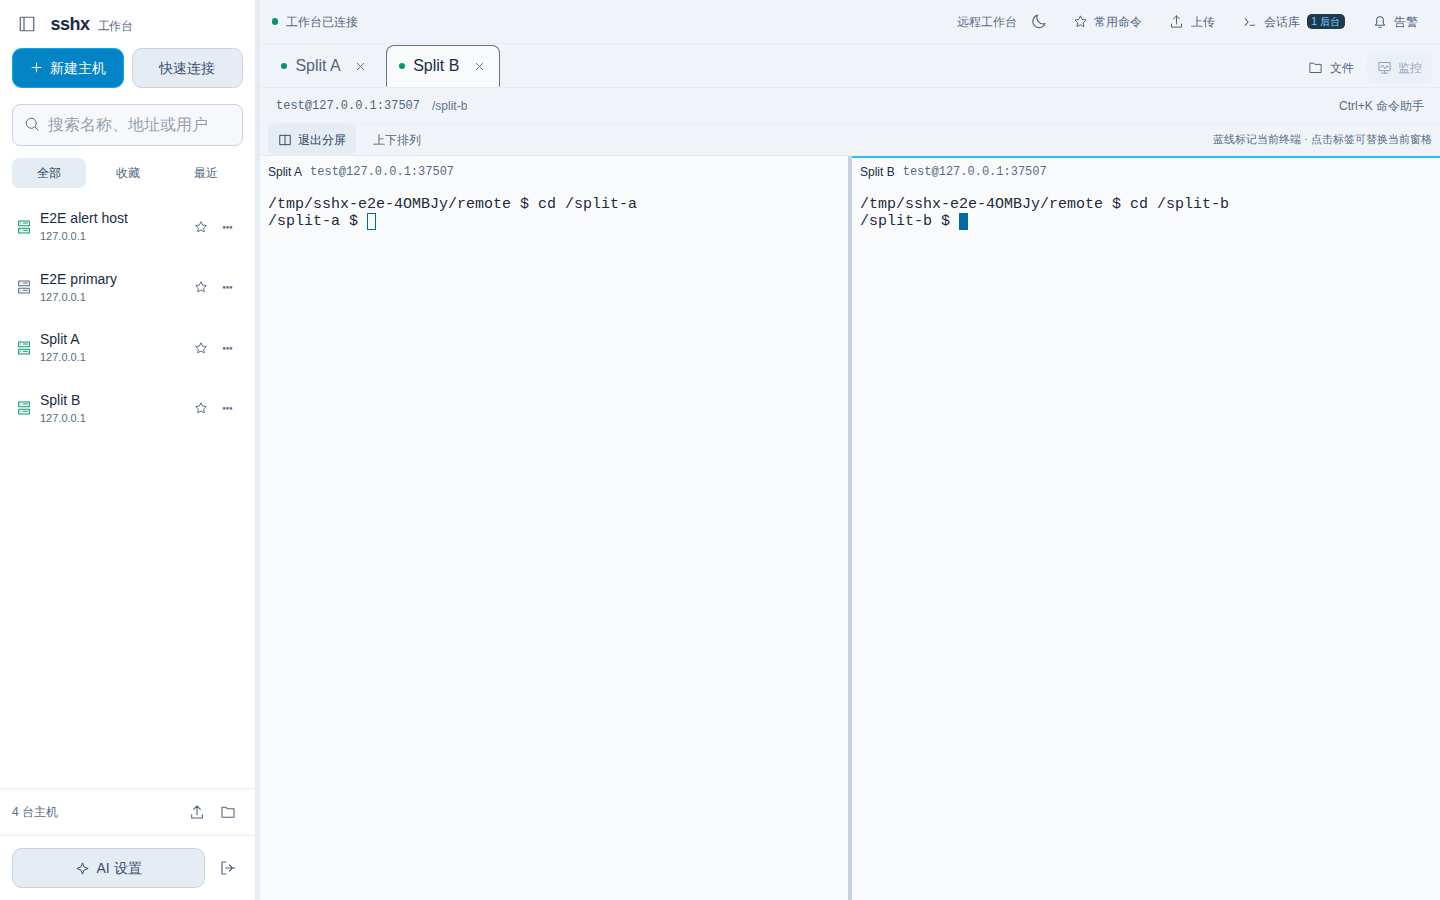 sshx 工作台
新建主机 快速连接
搜索名称、地址或用户
全部 收藏 最近
E2E alert host
127.0.0.1
E2E primary
127.0.0.1
Split A
127.0.0.1
Split B
127.0.0.1
4 台主机
AI 设置
工作台已连接 远程工作台 常用命令 上传 会话库 1 后台 告警
Split A Split B 文件 监控
test@127.0.0.1:37507 /split-b Ctrl+K 命令助手
退出分屏 上下排列 蓝线标记当前终端 · 点击标签可替换当前窗格
Split A test@127.0.0.1:37507
/tmp/sshx-e2e-4OMBJy/remote $ cd /split-a
/split-a $
Split B test@127.0.0.1:37507
/tmp/sshx-e2e-4OMBJy/remote $ cd /split-b
/split-b $